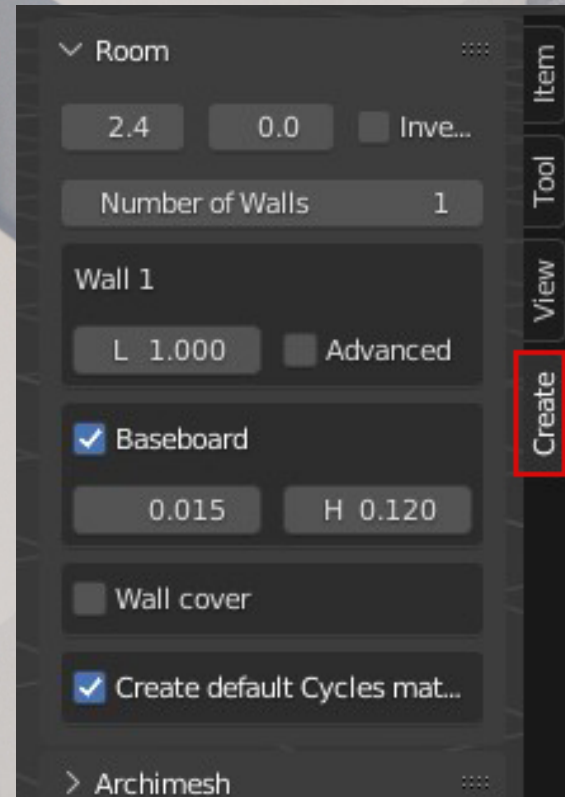 Room
2.4 0.0 Inve...
Number of Walls 1
Wall 1
L 1.000 Advanced
Baseboard
0.015 H 0.120
Wall cover
Create default Cycles mat...
Archimesh
Item
Tool
View
Create